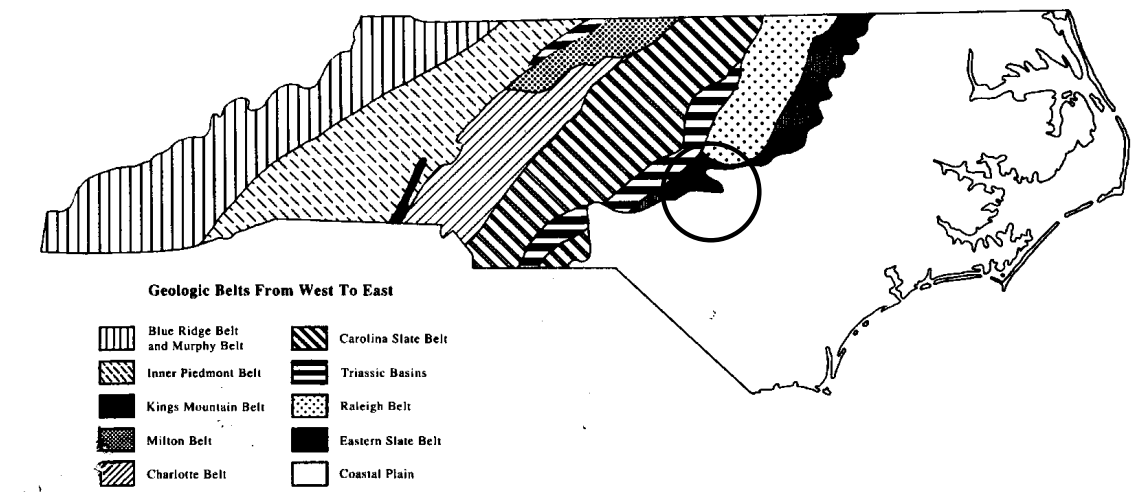 Geologic Belts From West To East
Blue Ridge Belt
and Murphy Belt
Inner Piedmont Belt
Kings Mountain Belt
Milton Belt
Charlotte Belt
Carolina Slate Belt
Triassic Basins
Raleigh Belt
Eastern Slate Belt
Coastal Plain